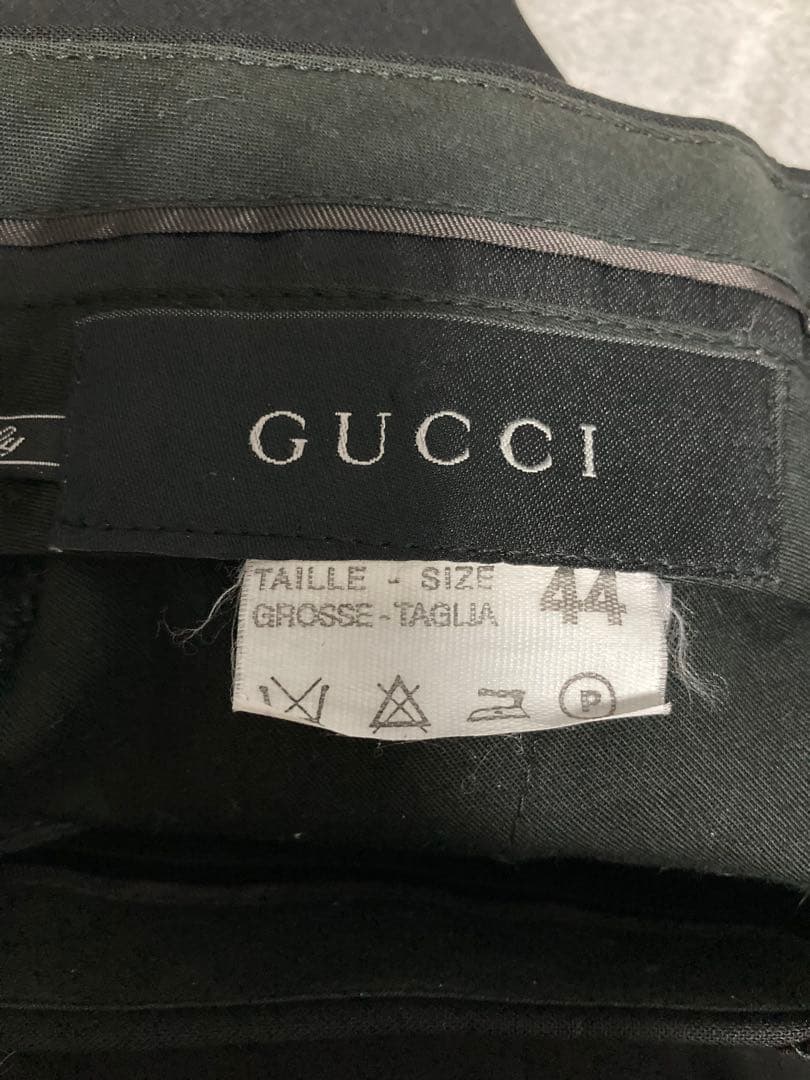 GUCCI
TAILLE - SIZE 44
GROSSE-TAGLIA
P